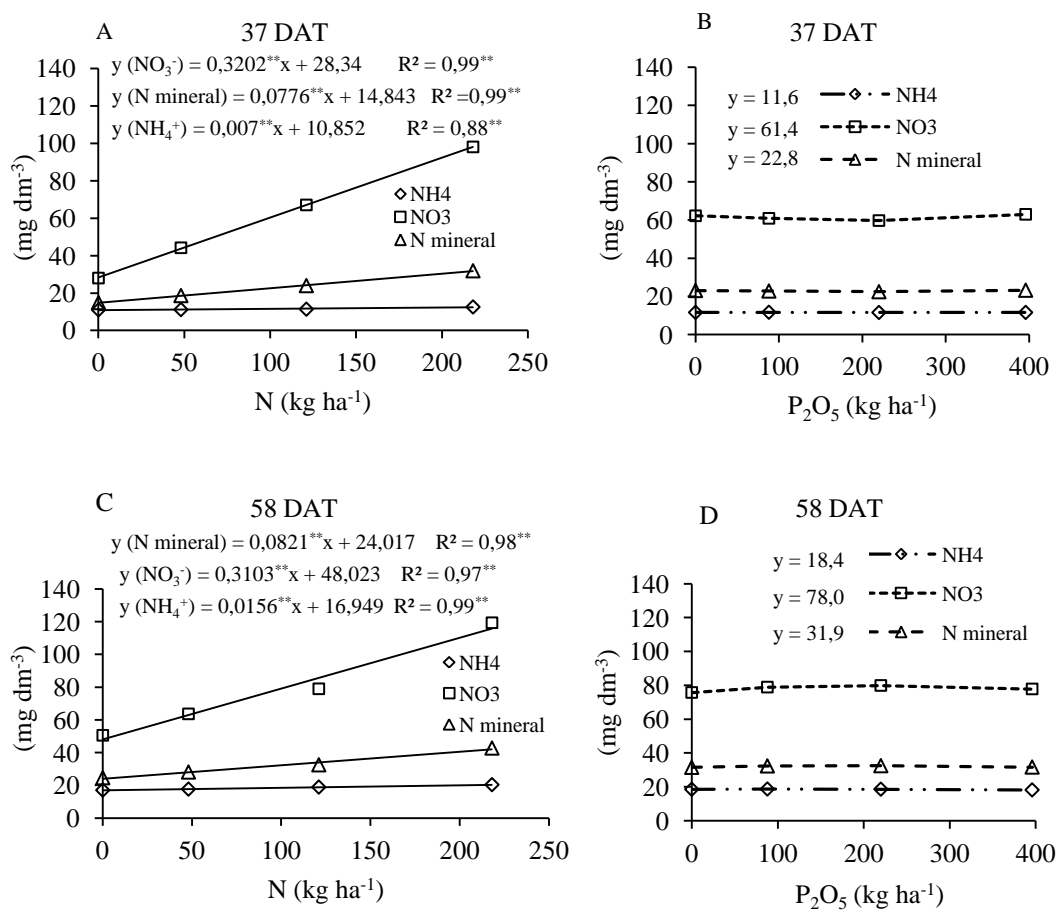 A
37 DAT
y (NO₃⁻) = 0,3202**x + 28,34 R² = 0,99**
y (N mineral) = 0,0776**x + 14,843 R² =0,99**
y (NH₄⁺) = 0,007**x + 10,852 R² = 0,88**
140
120
100
80
60
40
20
0
(mg dm⁻³)
NH4
NO3
N mineral
0 50 100 150 200 250
N (kg ha⁻¹)
B
37 DAT
y = 11,6 NH4
y = 61,4 NO3
y = 22,8 N mineral
140
120
100
80
60
40
20
0
(mg dm⁻³)
0 100 200 300 400
P₂O₅ (kg ha⁻¹)
C
58 DAT
y (N mineral) = 0,0821**x + 24,017 R² = 0,98**
y (NO₃⁻) = 0,3103**x + 48,023 R² = 0,97**
y (NH₄⁺) = 0,0156**x + 16,949 R² = 0,99**
140
120
100
80
60
40
20
0
(mg dm⁻³)
NH4
NO3
N mineral
0 50 100 150 200 250
N (kg ha⁻¹)
D
58 DAT
y = 18,4 NH4
y = 78,0 NO3
y = 31,9 N mineral
140
120
100
80
60
40
20
0
(mg dm⁻³)
0 100 200 300 400
P₂O₅ (kg ha⁻¹)